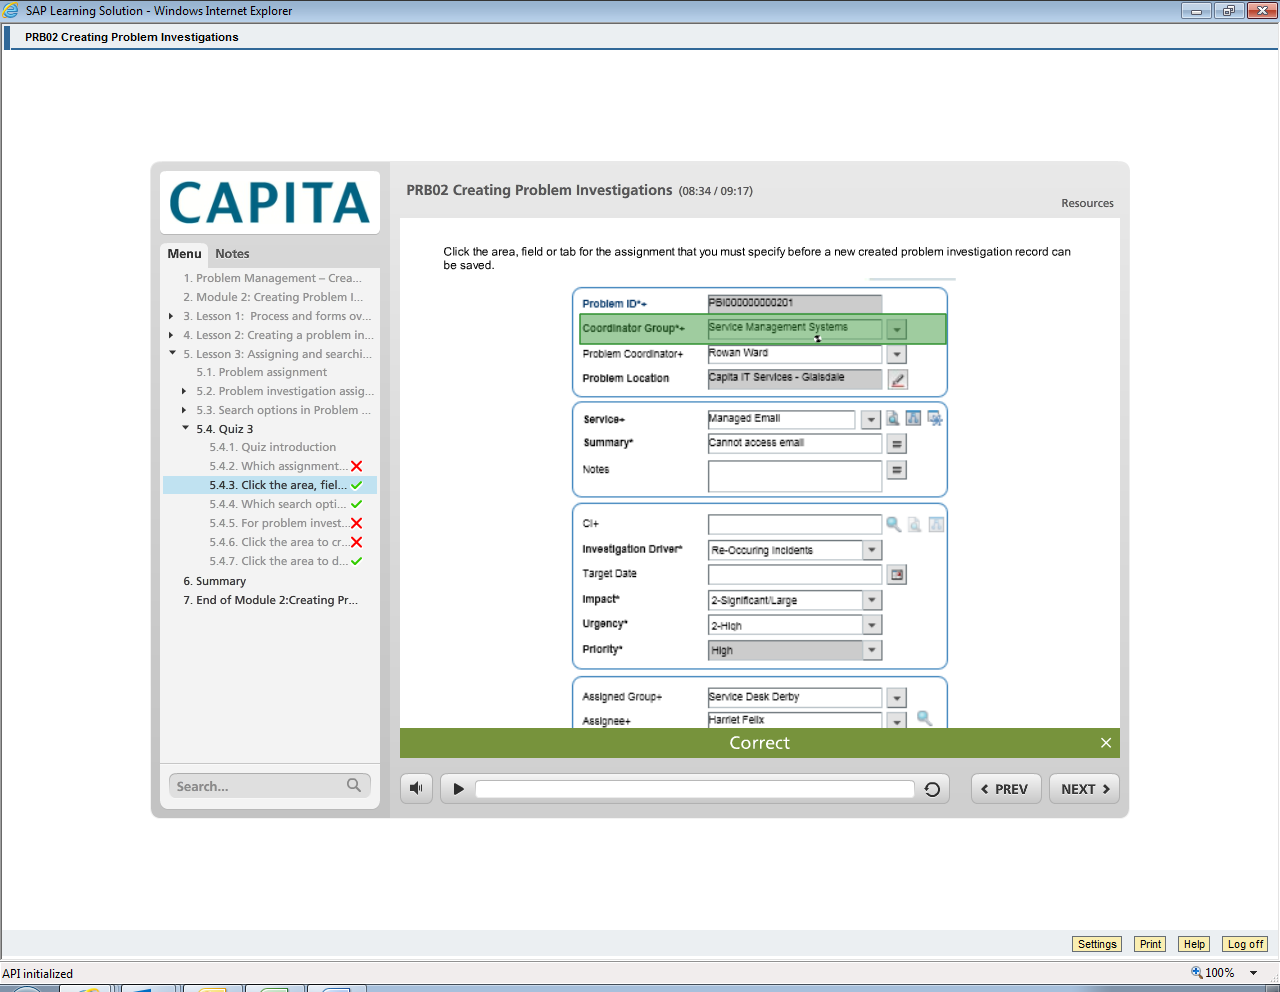 SAP Learning Solution - Windows Internet Explorer
PRB02 Creating Problem Investigations
CAPITA
PRB02 Creating Problem Investigations (08:34 / 09:17)
Resources
Menu Notes
1. Problem Management – Crea...
2. Module 2: Creating Problem I...
3. Lesson 1: Process and forms ov...
4. Lesson 2: Creating a problem in...
5. Lesson 3: Assigning and searchi...
5.1. Problem assignment
5.2. Problem investigation assig...
5.3. Search options in Problem ...
5.4. Quiz 3
5.4.1. Quiz introduction
5.4.2. Which assignment...
5.4.3. Click the area, fiel...
5.4.4. Which search opti...
5.4.5. For problem invest...
5.4.6. Click the area to cr...
5.4.7. Click the area to d...
6. Summary
7. End of Module 2:Creating Pr...
Search...
Click the area, field or tab for the assignment that you must specify before a new created problem investigation record can
be saved.
Problem ID*+ PBI000000000201
Coordinator Group*+ Service Management Systems
Problem Coordinator+ Rowan Ward
Problem Location Capita IT Services - Glaisdale
Service+ Managed Email
Summary* Cannot access email
Notes
CI+
Investigation Driver* Re-Occuring Incidents
Target Date
Impact* 2-Significant/Large
Urgency* 2-High
Priority* High
Assigned Group+ Service Desk Derby
Assignee+ Harriet Felix
Correct
PREV NEXT
Settings Print Help Log off
API initialized
100%